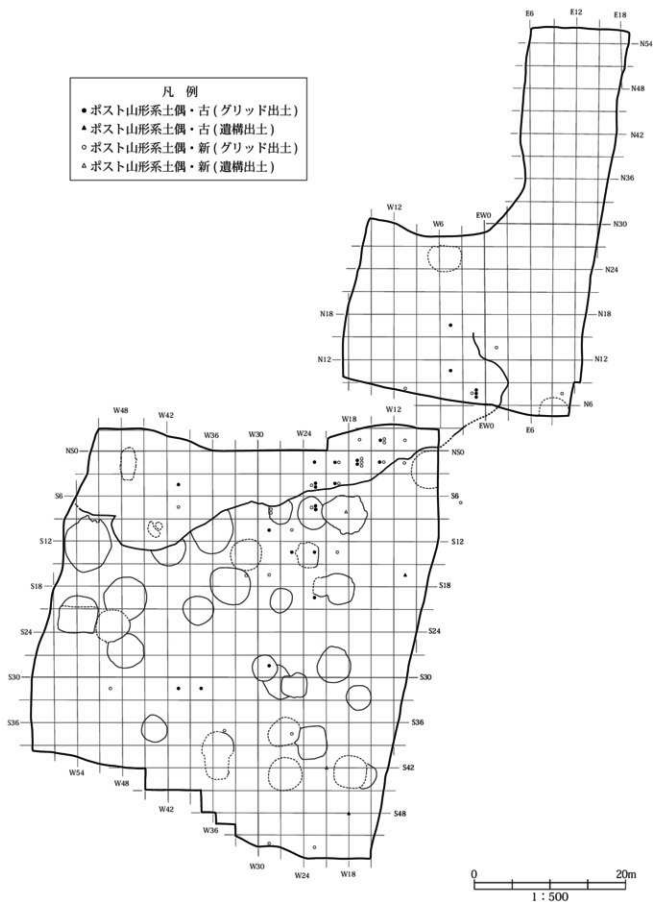 E6 E12 E18
N54
凡 例
● ポスト山形系土偶・古 ( グリッド出土 )
▲ ポスト山形系土偶・古 ( 遺構出土 )
○ ポスト山形系土偶・新 ( グリッド出土 )
△ ポスト山形系土偶・新 ( 遺構出土 )
N48
N42
N36
W12 W6 EW0 N30
N24
N18 N18
N12 N12
N6
EW0 E6
W48 W42 W36 W30 W24 W18 W12
NS0 NS0
S6 S6
S12 S12
S18 S18
S24 S24
S30 S30
S36 S36
S42
W54 W48 W42 W36 W30 W24 W18
S48
0 20m
1:500